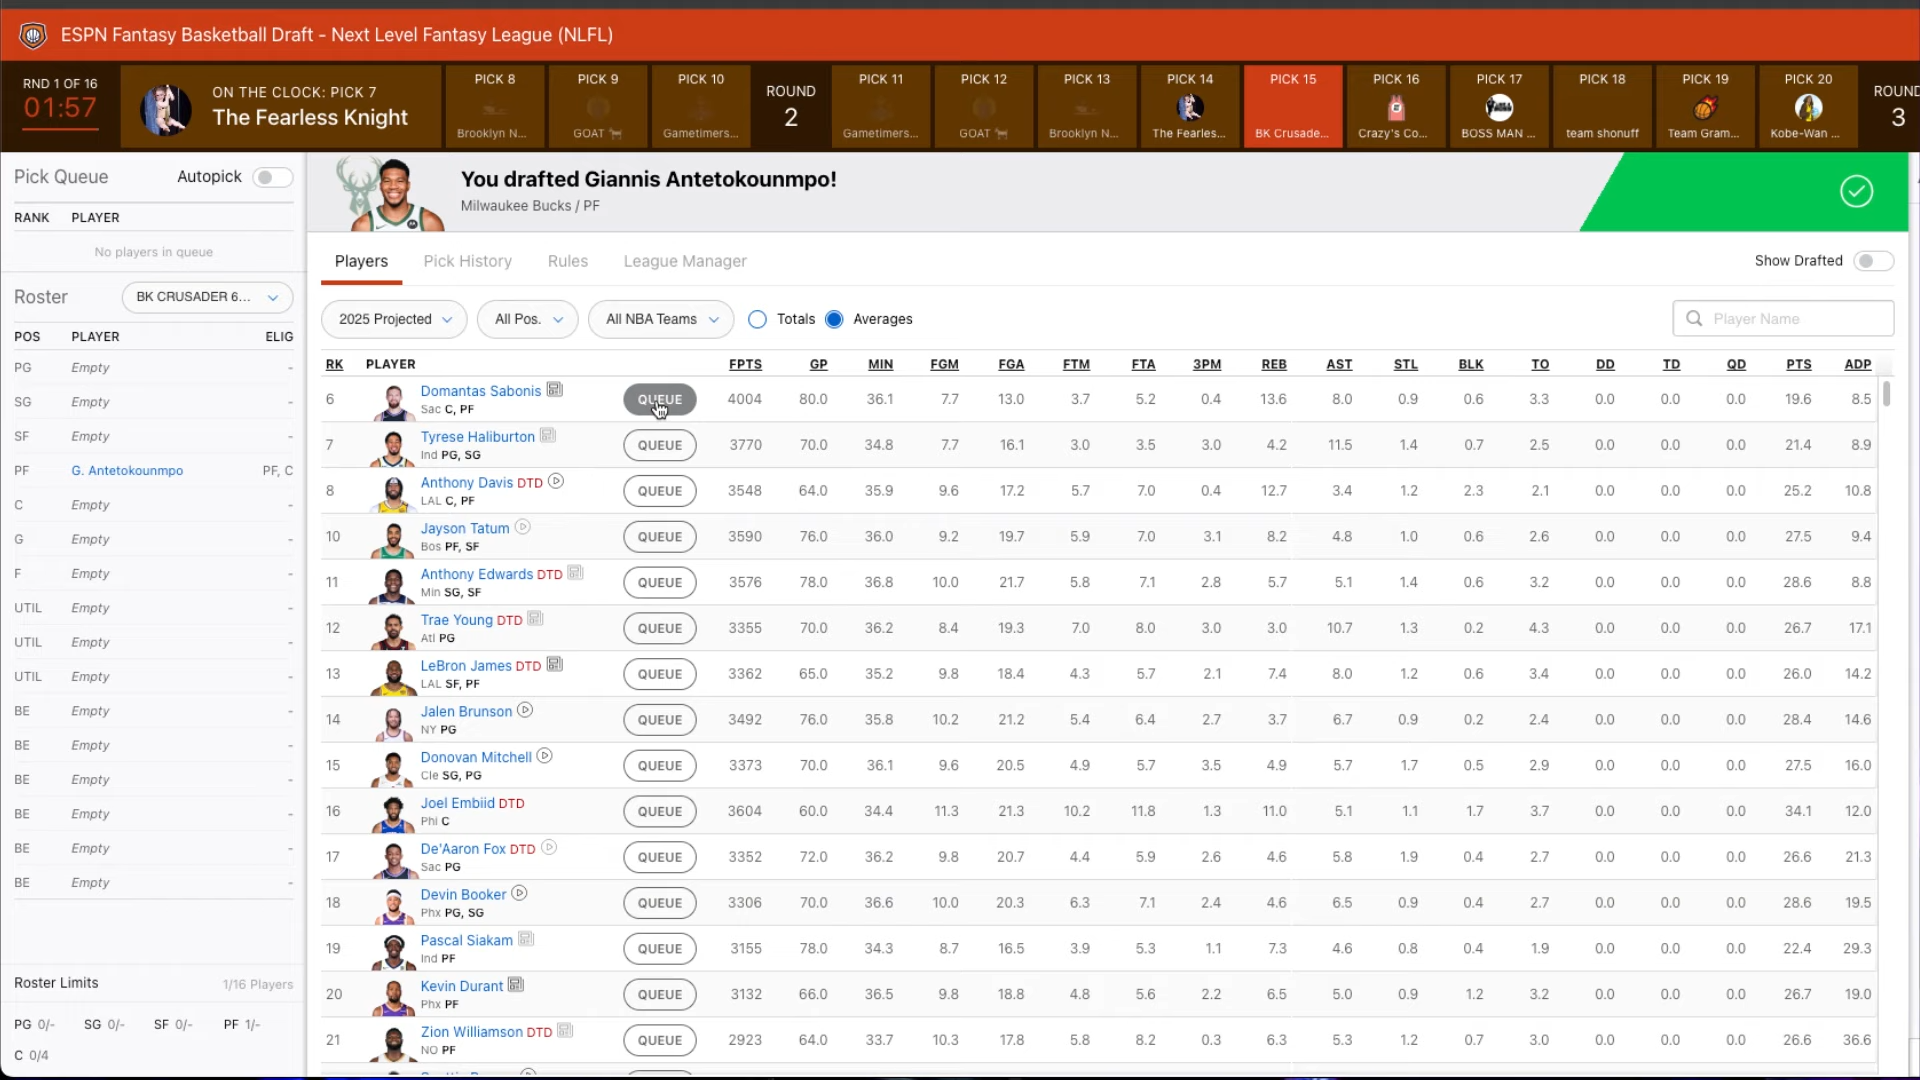 ESPN Fantasy Basketball Draft - Next Level Fantasy League (NLFL)
RND 1 OF 16
01:57
ON THE CLOCK: PICK 7
The Fearless Knight
PICK 8
Brooklyn N...
PICK 9
GOAT 🐐
PICK 10
Gametimers...
ROUND
2
PICK 11
Gametimers...
PICK 12
GOAT 🐐
PICK 13
Brooklyn N...
PICK 14
The Fearles...
PICK 15
BK Crusade...
PICK 16
Crazy's Co...
PICK 17
BOSS MAN ...
PICK 18
team shonuff
PICK 19
Team Gram...
PICK 20
Kobe-Wan ...
ROUND
3
Pick Queue Autopick
RANK PLAYER
No players in queue
Roster BK CRUSADER 6...
POS PLAYER ELIG
PG Empty -
SG Empty -
SF Empty -
PF G. Antetokounmpo PF, C
C Empty -
G Empty -
F Empty -
UTIL Empty -
UTIL Empty -
UTIL Empty -
BE Empty -
BE Empty -
BE Empty -
BE Empty -
BE Empty -
BE Empty -
Roster Limits 1/16 Players
PG 0/- SG 0/- SF 0/- PF 1/-
C 0/4
You drafted Giannis Antetokounmpo!
Milwaukee Bucks / PF
Players Pick History Rules League Manager Show Drafted
2025 Projected All Pos. All NBA Teams Totals Averages Player Name
RK PLAYER FPTS GP MIN FGM FGA FTM FTA 3PM REB AST STL BLK TO DD TD QD PTS ADP
6 Domantas Sabonis QUEUE 4004 80.0 36.1 7.7 13.0 3.7 5.2 0.4 13.6 8.0 0.9 0.6 3.3 0.0 0.0 0.0 19.6 8.5
Sac C, PF
7 Tyrese Haliburton QUEUE 3770 70.0 34.8 7.7 16.1 3.0 3.5 3.0 4.2 11.5 1.4 0.7 2.5 0.0 0.0 0.0 21.4 8.9
Ind PG, SG
8 Anthony Davis DTD QUEUE 3548 64.0 35.9 9.6 17.2 5.7 7.0 0.4 12.7 3.4 1.2 2.3 2.1 0.0 0.0 0.0 25.2 10.8
LAL C, PF
10 Jayson Tatum QUEUE 3590 76.0 36.0 9.2 19.7 5.9 7.0 3.1 8.2 4.8 1.0 0.6 2.6 0.0 0.0 0.0 27.5 9.4
Bos PF, SF
11 Anthony Edwards DTD QUEUE 3576 78.0 36.8 10.0 21.7 5.8 7.1 2.8 5.7 5.1 1.4 0.6 3.2 0.0 0.0 0.0 28.6 8.8
Min SG, SF
12 Trae Young DTD QUEUE 3355 70.0 36.2 8.4 19.3 7.0 8.0 3.0 3.0 10.7 1.3 0.2 4.3 0.0 0.0 0.0 26.7 17.1
Atl PG
13 LeBron James DTD QUEUE 3362 65.0 35.2 9.8 18.4 4.3 5.7 2.1 7.4 8.0 1.2 0.6 3.4 0.0 0.0 0.0 26.0 14.2
LAL SF, PF
14 Jalen Brunson QUEUE 3492 76.0 35.8 10.2 21.2 5.4 6.4 2.7 3.7 6.7 0.9 0.2 2.4 0.0 0.0 0.0 28.4 14.6
NY PG
15 Donovan Mitchell QUEUE 3373 70.0 36.1 9.6 20.5 4.9 5.7 3.5 4.9 5.7 1.7 0.5 2.9 0.0 0.0 0.0 27.5 16.0
Cle SG, PG
16 Joel Embiid DTD QUEUE 3604 60.0 34.4 11.3 21.3 10.2 11.8 1.3 11.0 5.1 1.1 1.7 3.7 0.0 0.0 0.0 34.1 12.0
Phi C
17 De'Aaron Fox DTD QUEUE 3352 72.0 36.2 9.8 20.7 4.4 5.9 2.6 4.6 5.8 1.9 0.4 2.7 0.0 0.0 0.0 26.6 21.3
Sac PG
18 Devin Booker QUEUE 3306 70.0 36.6 10.0 20.3 6.3 7.1 2.4 4.6 6.5 0.9 0.4 2.7 0.0 0.0 0.0 28.6 19.5
Phx PG, SG
19 Pascal Siakam QUEUE 3155 78.0 34.3 8.7 16.5 3.9 5.3 1.1 7.3 4.6 0.8 0.4 1.9 0.0 0.0 0.0 22.4 29.3
Ind PF
20 Kevin Durant QUEUE 3132 66.0 36.5 9.8 18.8 4.8 5.6 2.2 6.5 5.0 0.9 1.2 3.2 0.0 0.0 0.0 26.7 19.0
Phx PF
21 Zion Williamson DTD QUEUE 2923 64.0 33.7 10.3 17.8 5.8 8.2 0.3 6.3 5.3 1.2 0.7 3.0 0.0 0.0 0.0 26.6 36.6
NO PF